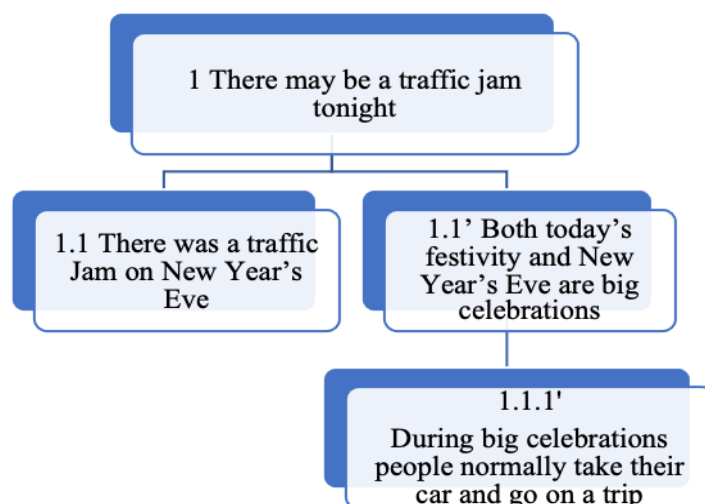 1 There may be a traffic jam
tonight
1.1 There was a traffic
Jam on New Year’s
Eve
1.1’ Both today’s
festivity and New
Year’s Eve are big
celebrations
1.1.1'
During big celebrations
people normally take their
car and go on a trip